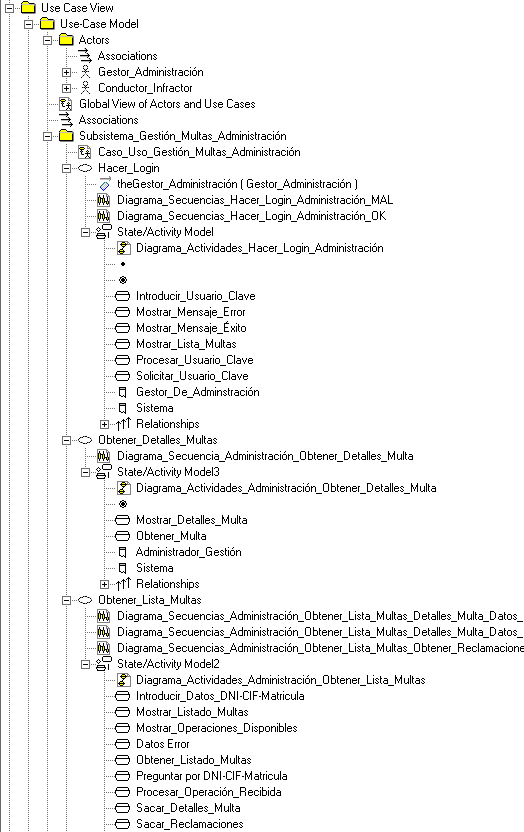 Use Case View
Use-Case Model
Actors
Associations
Gestor_Administración
Conductor_Infractor
Global View of Actors and Use Cases
Associations
Subsistema_Gestión_Multas_Administración
Caso_Uso_Gestión_Multas_Administración
Hacer_Login
theGestor_Administración ( Gestor_Administración )
Diagrama_Secuencias_Hacer_Login_Administración_MAL
Diagrama_Secuencias_Hacer_Login_Administración_OK
State/Activity Model
Diagrama_Actividades_Hacer_Login_Administración
Introducir_Usuario_Clave
Mostrar_Mensaje_Error
Mostrar_Mensaje_Éxito
Mostrar_Lista_Multas
Procesar_Usuario_Clave
Solicitar_Usuario_Clave
Gestor_De_Adminstración
Sistema
Relationships
Obtener_Detalles_Multas
Diagrama_Secuencia_Administración_Obtener_Detalles_Multa
State/Activity Model3
Diagrama_Actividades_Administración_Obtener_Detalles_Multa
Mostrar_Detalles_Multa
Obtener_Multa
Administrador_Gestión
Sistema
Relationships
Obtener_Lista_Multas
Diagrama_Secuencias_Administración_Obtener_Lista_Multas_Detalles_Multa_Datos_
Diagrama_Secuencias_Administración_Obtener_Lista_Multas_Detalles_Multa_Datos_
Diagrama_Secuencias_Administración_Obtener_Lista_Multas_Obtener_Reclamacione
State/Activity Model2
Diagrama_Actividades_Administración_Obtener_Lista_Multas
Introducir_Datos_DNI-CIF-Matricula
Mostrar_Listado_Multas
Mostrar_Operaciones_Disponibles
Datos Error
Obtener_Listado_Multas
Preguntar por DNI-CIF-Matricula
Procesar_Operación_Recibida
Sacar_Detalles_Multa
Sacar_Reclamaciones